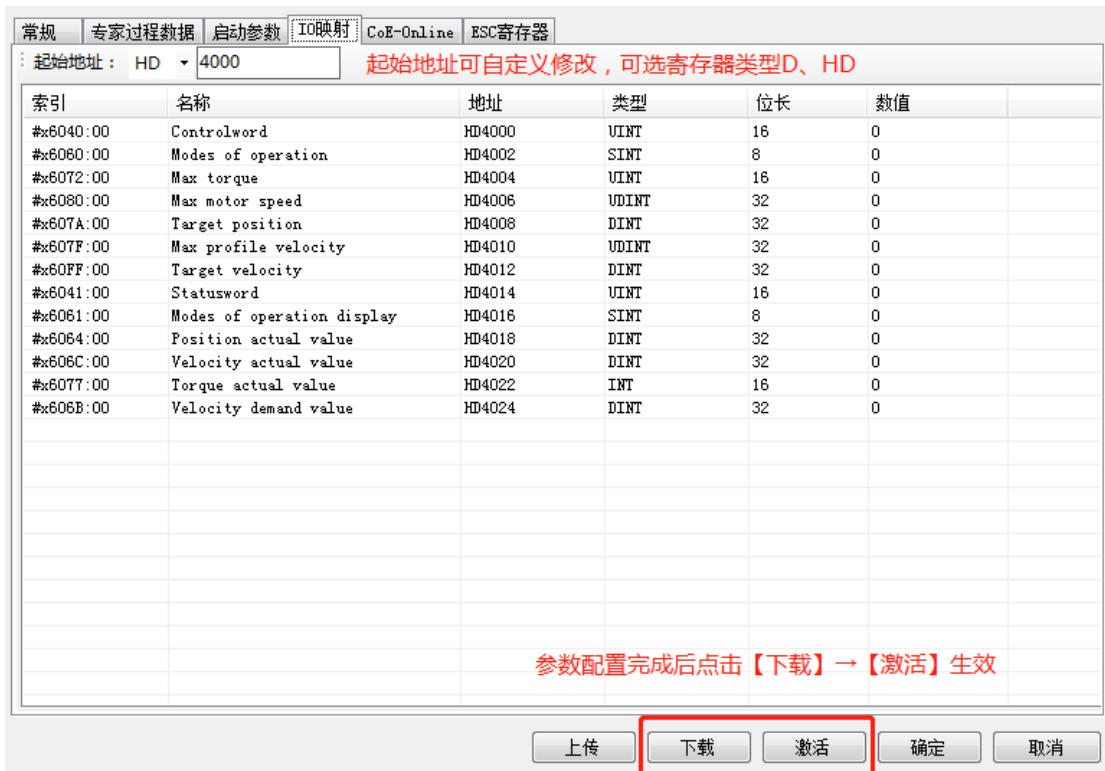 常规 专家过程数据 启动参数 IO映射 CoE-Online ESC寄存器
起始地址： HD 4000 起始地址可自定义修改，可选寄存器类型D、HD
索引 名称 地址 类型 位长 数值
#x6040:00 Controlword HD4000 UINT 16 0
#x6060:00 Modes of operation HD4002 SINT 8 0
#x6072:00 Max torque HD4004 UINT 16 0
#x6080:00 Max motor speed HD4006 UDINT 32 0
#x607A:00 Target position HD4008 DINT 32 0
#x607F:00 Max profile velocity HD4010 UDINT 32 0
#x60FF:00 Target velocity HD4012 DINT 32 0
#x6041:00 Statusword HD4014 UINT 16 0
#x6061:00 Modes of operation display HD4016 SINT 8 0
#x6064:00 Position actual value HD4018 DINT 32 0
#x606C:00 Velocity actual value HD4020 DINT 32 0
#x6077:00 Torque actual value HD4022 INT 16 0
#x606B:00 Velocity demand value HD4024 DINT 32 0
参数配置完成后点击【下载】→【激活】生效
上传 下载 激活 确定 取消